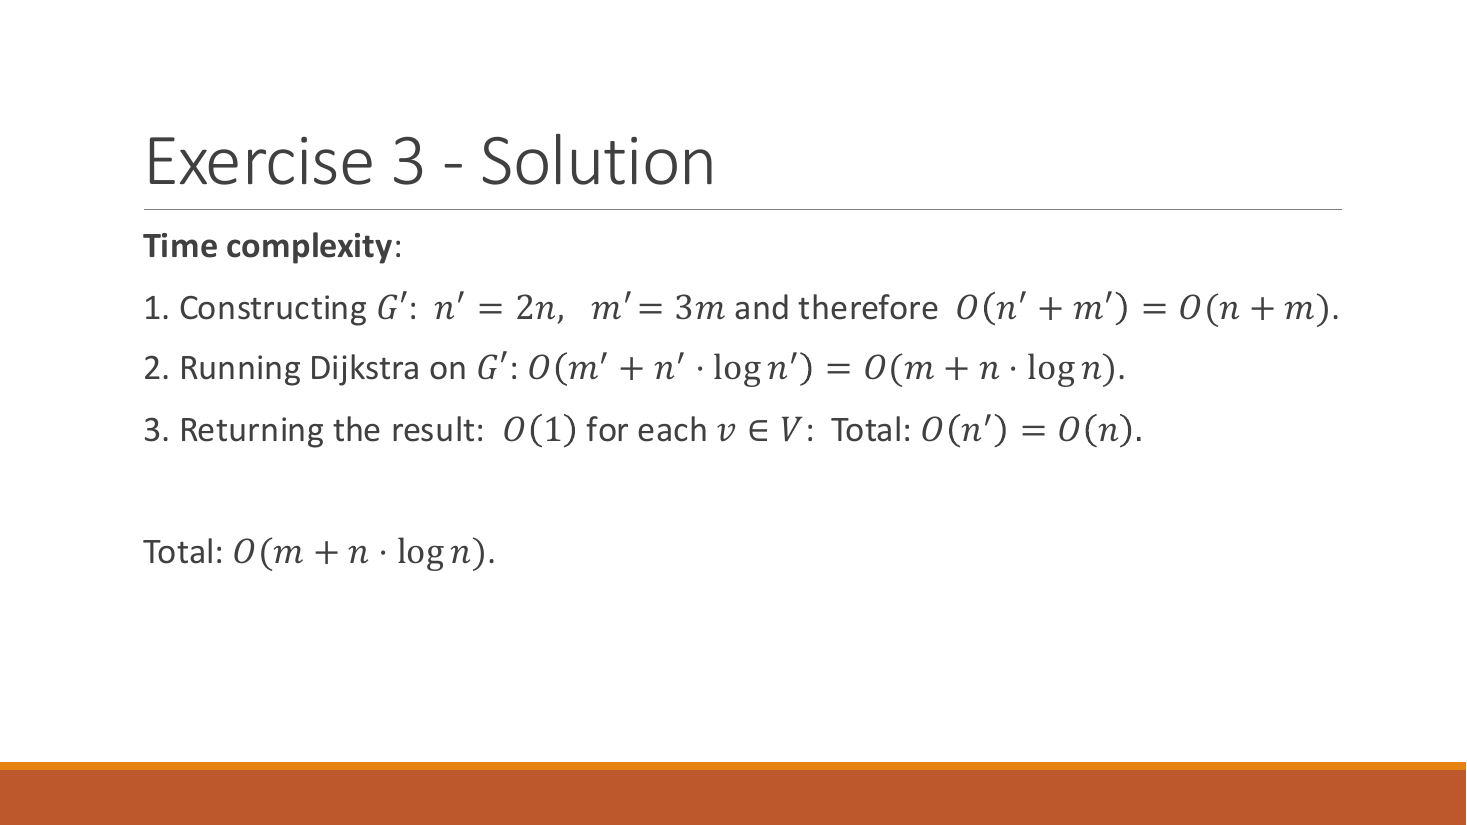 Exercise 3 - Solution
Time complexity:
1. Constructing 𝐺′: 𝑛′ = 2𝑛, 𝑚′ = 3𝑚 and therefore 𝑂(𝑛′ + 𝑚′) = 𝑂(𝑛 + 𝑚).
2. Running Dijkstra on 𝐺′: 𝑂(𝑚′ + 𝑛′ ⋅ log 𝑛′) = 𝑂(𝑚 + 𝑛 ⋅ log 𝑛).
3. Returning the result: 𝑂(1) for each 𝑣 ∈ 𝑉: Total: 𝑂(𝑛′) = 𝑂(𝑛).
Total: 𝑂(𝑚 + 𝑛 ⋅ log 𝑛).